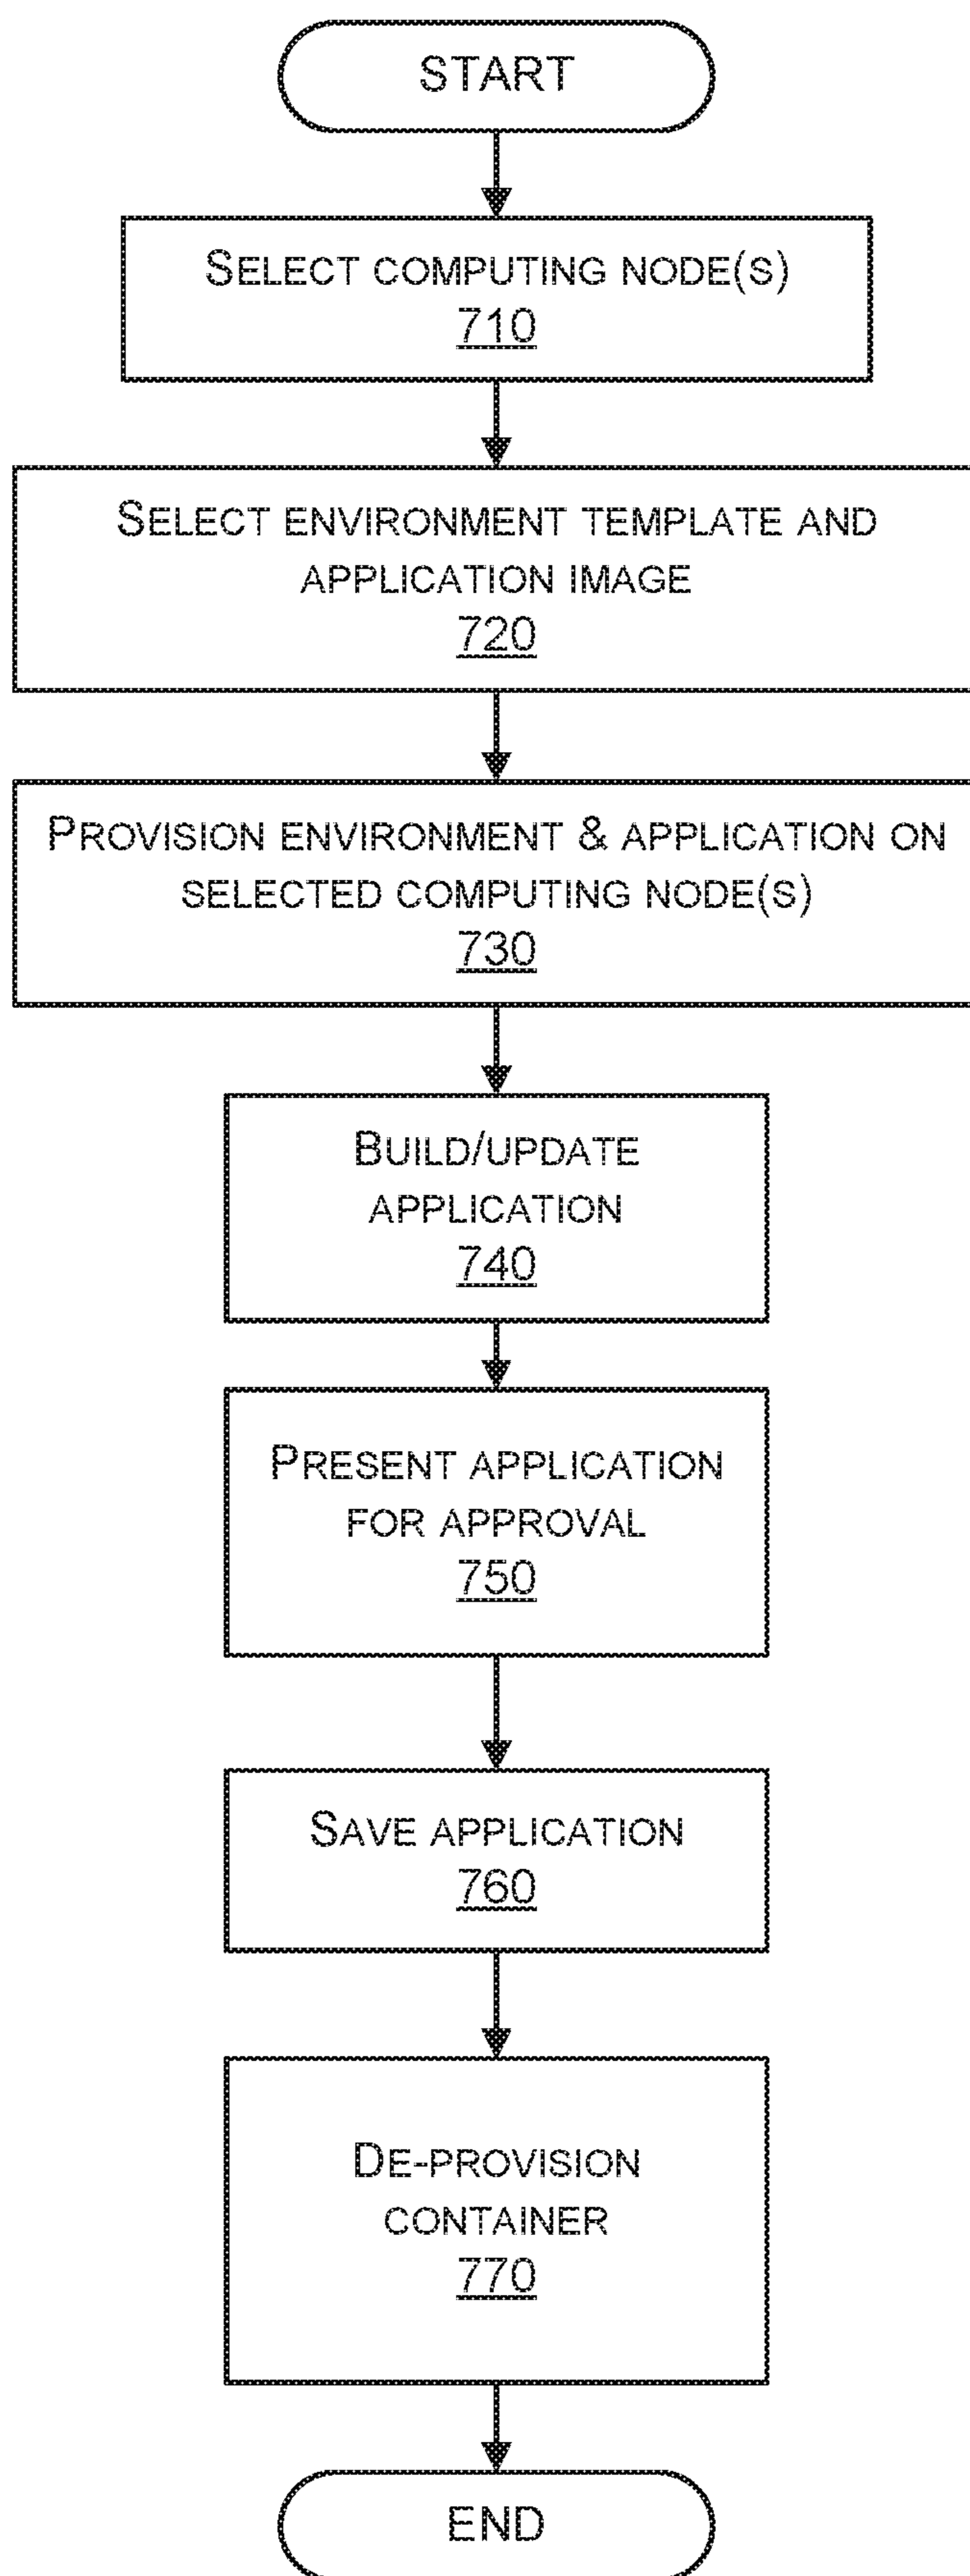 START
SELECT COMPUTING NODE(S)
710
SELECT ENVIRONMENT TEMPLATE AND
APPLICATION IMAGE
720
PROVISION ENVIRONMENT & APPLICATION ON
SELECTED COMPUTING NODE(S)
730
BUILD/UPDATE
APPLICATION
740
PRESENT APPLICATION
FOR APPROVAL
750
SAVE APPLICATION
760
DE-PROVISION
CONTAINER
770
END